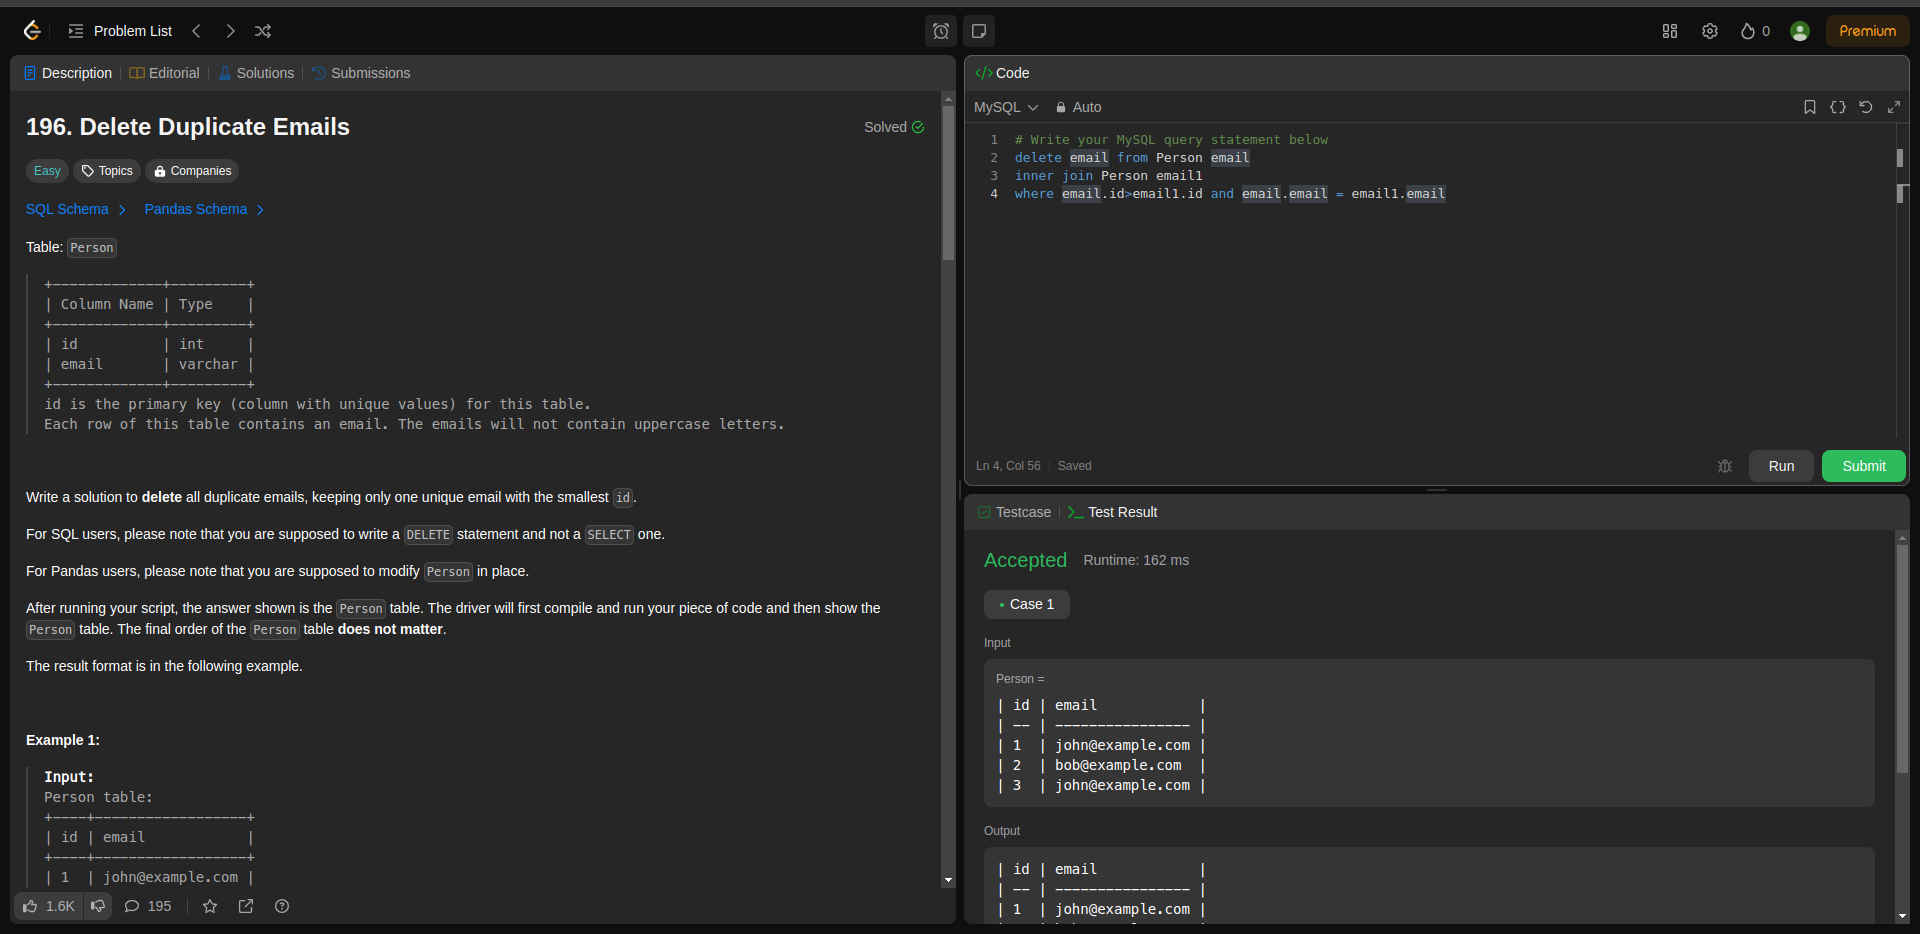 Problem List
0
Premium
Description
Editorial
Solutions
Submissions
196. Delete Duplicate Emails
Solved
Easy
Topics
Companies
SQL Schema
Pandas Schema
Table: Person
+-------------+---------+
| Column Name | Type    |
+-------------+---------+
| id          | int     |
| email       | varchar |
+-------------+---------+
id is the primary key (column with unique values) for this table.
Each row of this table contains an email. The emails will not contain uppercase letters.
Write a solution to delete all duplicate emails, keeping only one unique email with the smallest id.
For SQL users, please note that you are supposed to write a DELETE statement and not a SELECT one.
For Pandas users, please note that you are supposed to modify Person in place.
After running your script, the answer shown is the Person table. The driver will first compile and run your piece of code and then show the
Person table. The final order of the Person table does not matter.
The result format is in the following example.
Example 1:
Input:
Person table:
+----+------------------+
| id | email            |
+----+------------------+
| 1  | john@example.com |
1.6K
195
Code
MySQL
Auto
1 # Write your MySQL query statement below
2 delete email from Person email
3 inner join Person email1
4 where email.id>email1.id and email.email = email1.email
Ln 4, Col 56 | Saved
Run
Submit
Testcase
Test Result
Accepted
Runtime: 162 ms
• Case 1
Input
Person =
| id | email            |
| -- | ---------------- |
| 1  | john@example.com |
| 2  | bob@example.com  |
| 3  | john@example.com |
Output
| id | email            |
| -- | ---------------- |
| 1  | john@example.com |